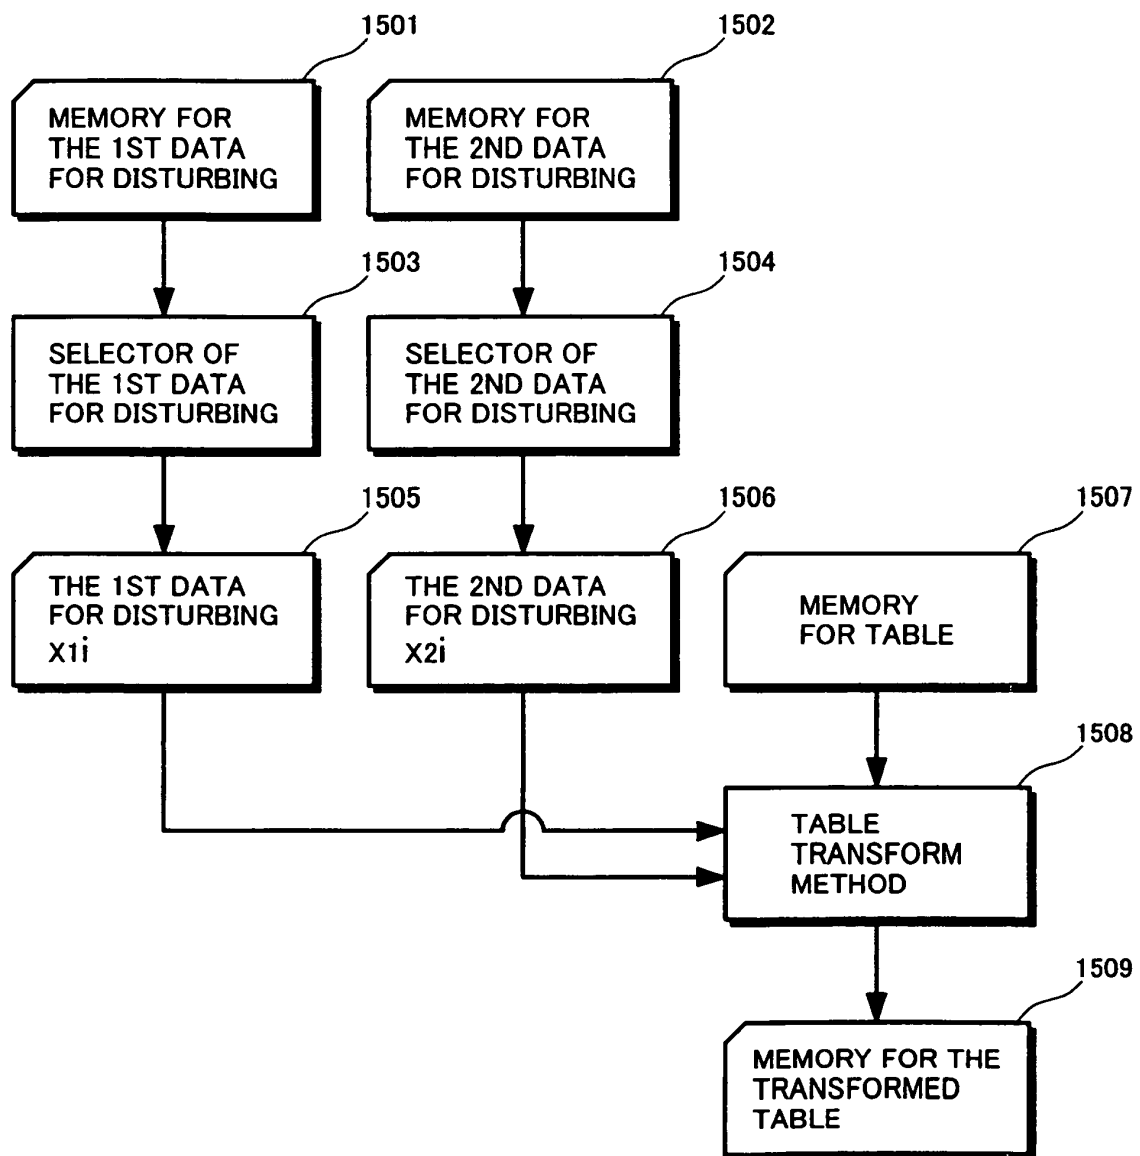 1501
MEMORY FOR
THE 1ST DATA
FOR DISTURBING
1502
MEMORY FOR
THE 2ND DATA
FOR DISTURBING
1503
SELECTOR OF
THE 1ST DATA
FOR DISTURBING
1504
SELECTOR OF
THE 2ND DATA
FOR DISTURBING
1505
THE 1ST DATA
FOR DISTURBING
X1i
1506
THE 2ND DATA
FOR DISTURBING
X2i
1507
MEMORY
FOR TABLE
1508
TABLE
TRANSFORM
METHOD
1509
MEMORY FOR THE
TRANSFORMED
TABLE